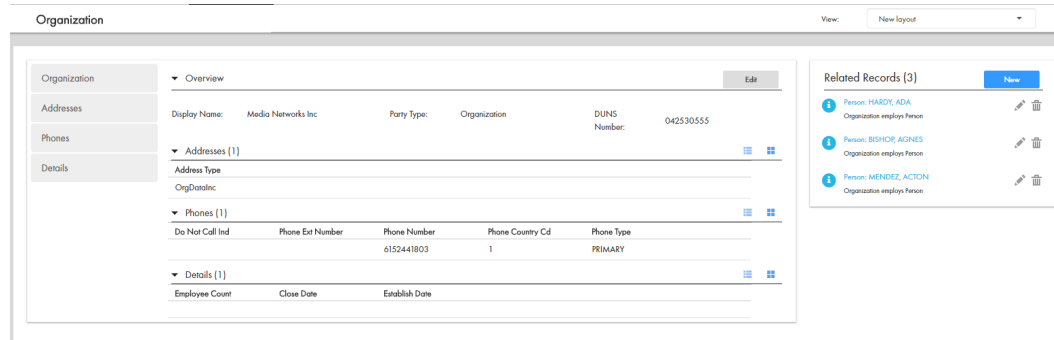 Organization
View: New layout
Organization
Addresses
Phones
Details
Overview Edit
Display Name: Media Networks Inc Party Type: Organization DUNS Number: 042530555
Addresses (1)
Address Type
OrgDataInc
Phones (1)
Do Not Call Ind Phone Ext Number Phone Number Phone Country Cd Phone Type
6152441803 1 PRIMARY
Details (1)
Employee Count Close Date Establish Date
Related Records (3) New
Person: HARDY, ADA
Organization employs Person
Person: BISHOP, AGNES
Organization employs Person
Person: MENDEZ, ACTON
Organization employs Person